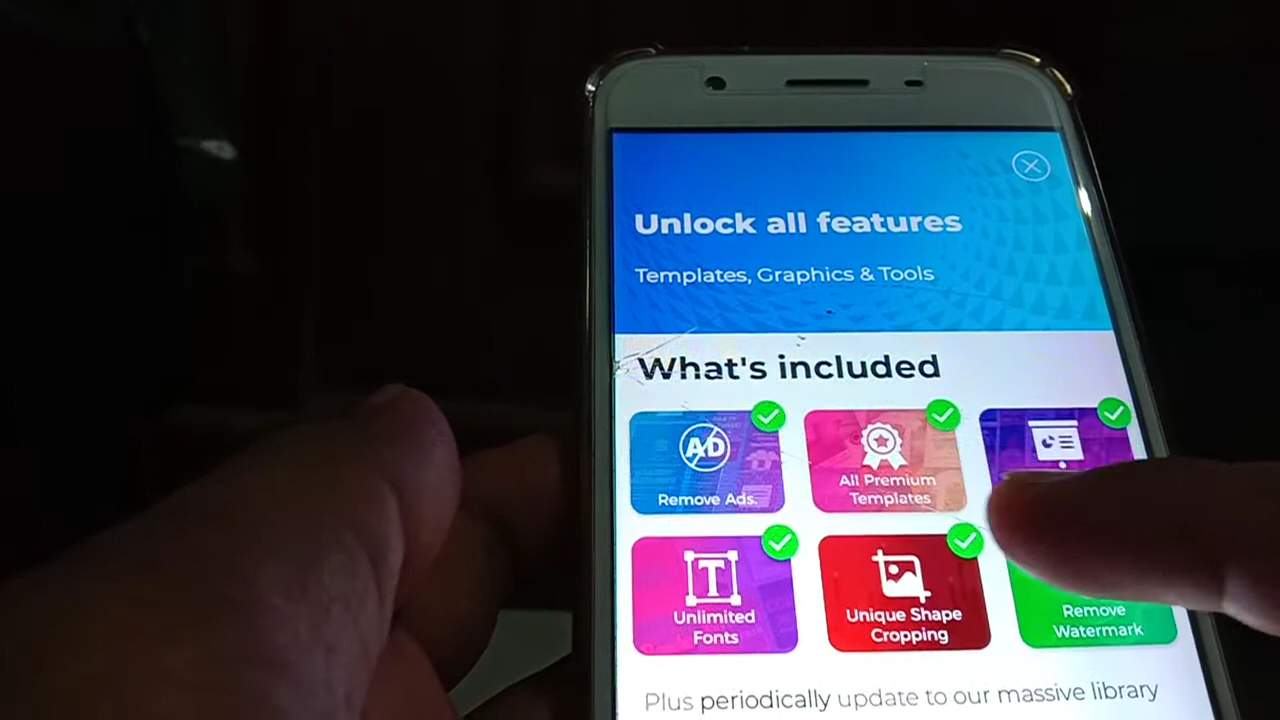 Unlock all features
Templates, Graphics & Tools
What's included
AD
Remove Ads.
All Premium
Templates
T
Unlimited
Fonts
Unique Shape
Cropping
Remove
Watermark
Plus periodically update to our massive library